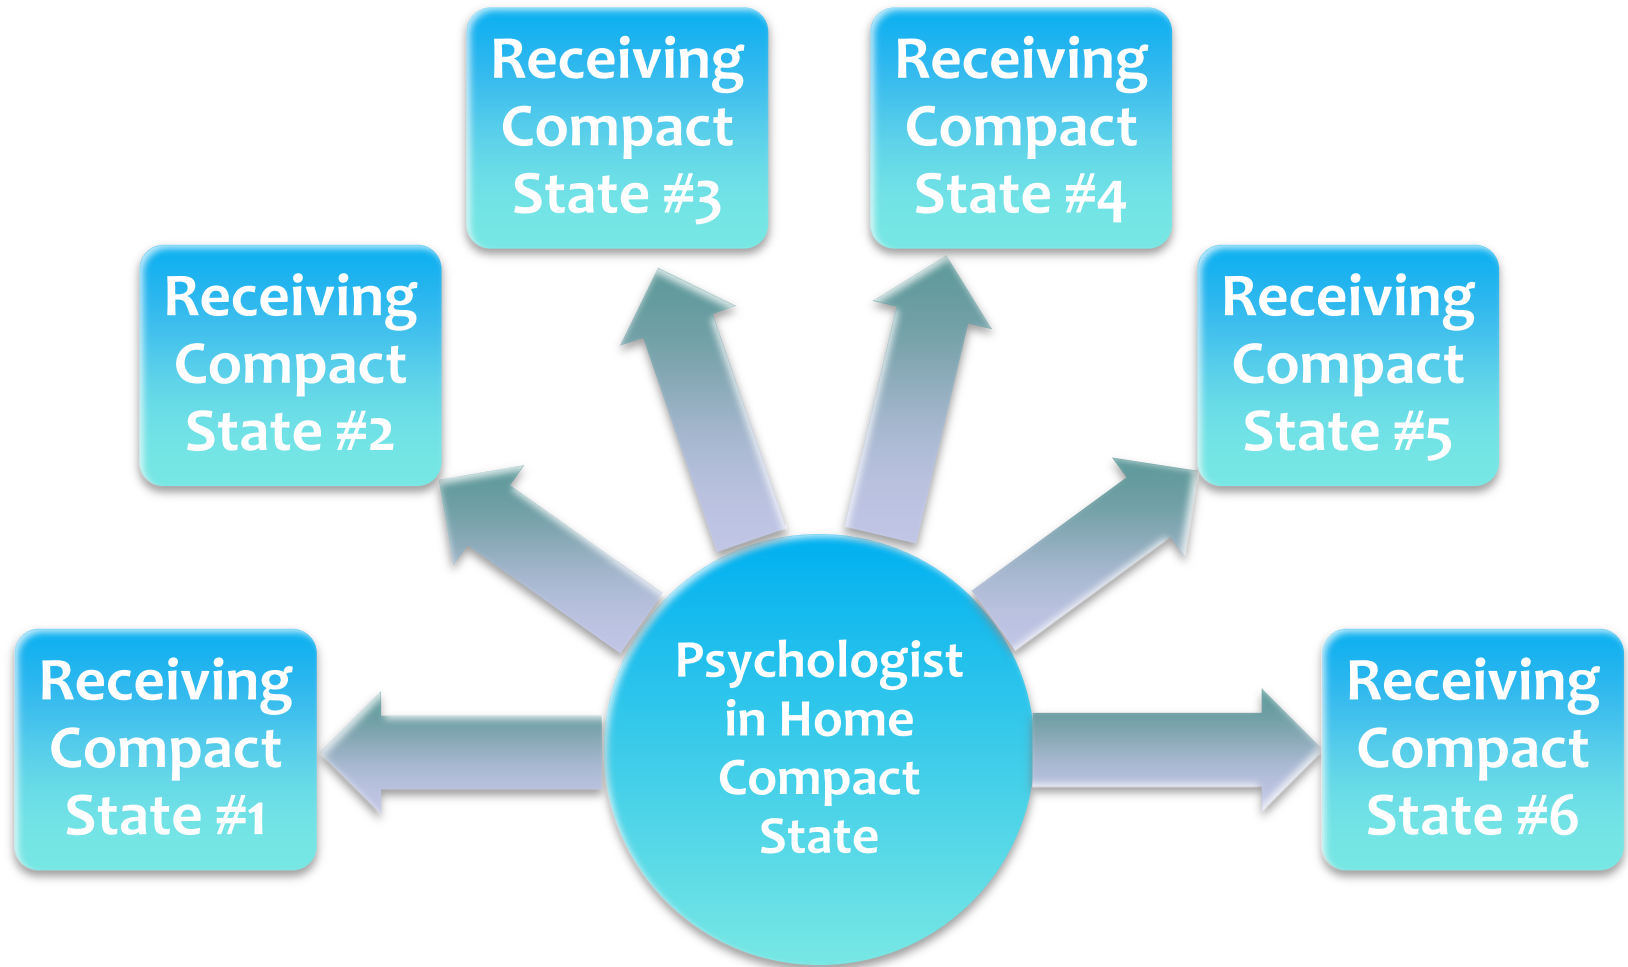 Receiving
Compact
State #3
Receiving
Compact
State #4
Receiving
Compact
State #2
Receiving
Compact
State #5
Receiving
Compact
State #1
Psychologist
in Home
Compact
State
Receiving
Compact
State #6